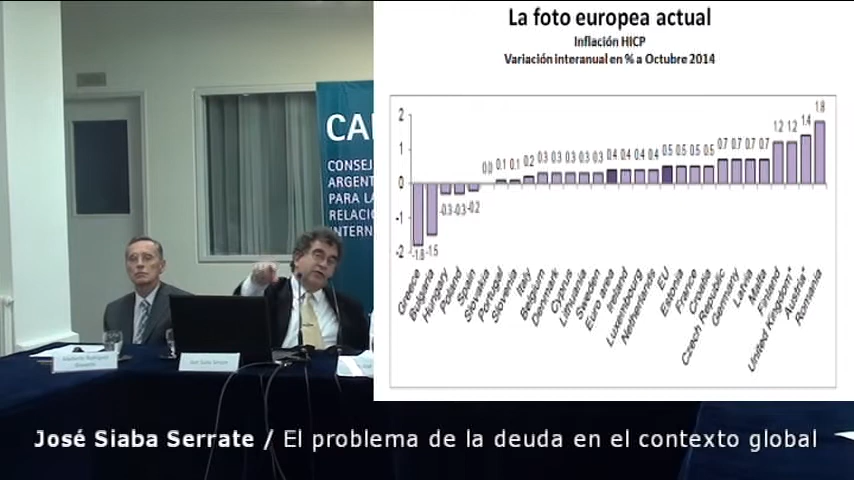 La foto europea actual
Inflación HICP
Variación interanual en % a Octubre 2014
2
1
0
-1
-2
-1.8
-1.5
-0.3
-0.3
-0.2
0.0
0.1
0.1
0.2
0.3
0.3
0.3
0.3
0.3
0.4
0.4
0.4
0.4
0.5
0.5
0.5
0.5
0.7
0.7
0.7
0.7
1.2
1.2
1.4
1.8
Greece
Bulgaria
Hungary
Poland
Spain
Slovakia
Portugal
Slovenia
Italy
Belgium
Denmark
Cyprus
Lithuania
Sweden
Euro area
Ireland
Luxembourg
Netherlands
EU
Estonia
France
Croatia
Czech Republic
Germany
Latvia
Malta
Finland
United Kingdom*
Austria*
Romania
CA
CONSEJ
ARGENT
PARA LA
RELACIO
INTERN
José Siaba Serrate
José Siaba Serrate / El problema de la deuda en el contexto global